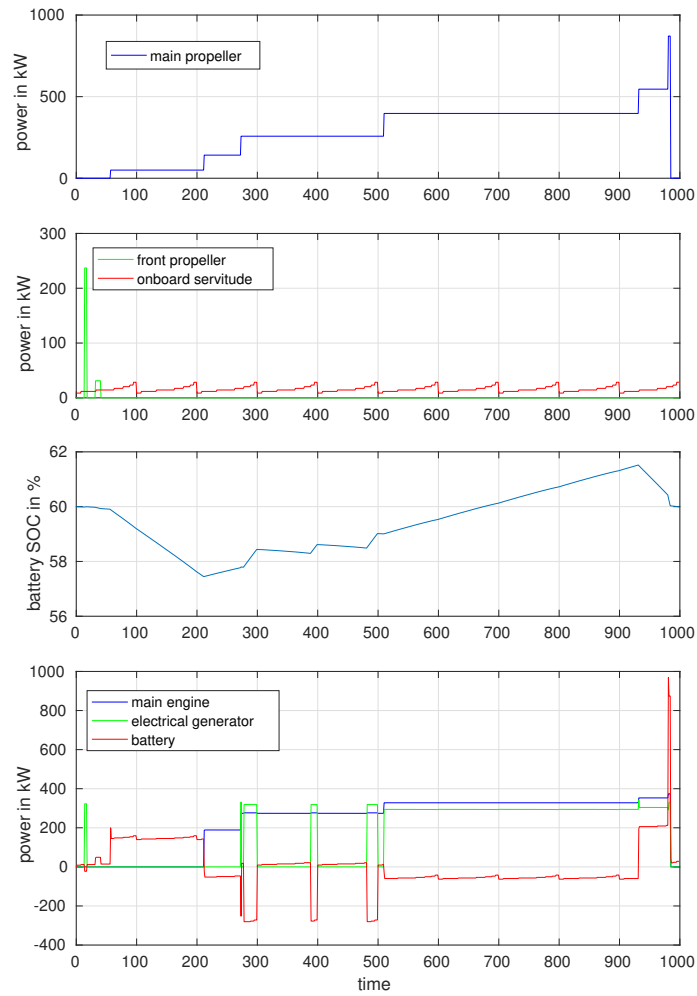 1000
500
0
power in kW
main propeller
0 100 200 300 400 500 600 700 800 900 1000
300
200
100
0
power in kW
front propeller
onboard servitude
0 100 200 300 400 500 600 700 800 900 1000
62
60
58
56
battery SOC in %
0 100 200 300 400 500 600 700 800 900 1000
1000
800
600
400
200
0
-200
-400
power in kW
main engine
electrical generator
battery
0 100 200 300 400 500 600 700 800 900 1000
time